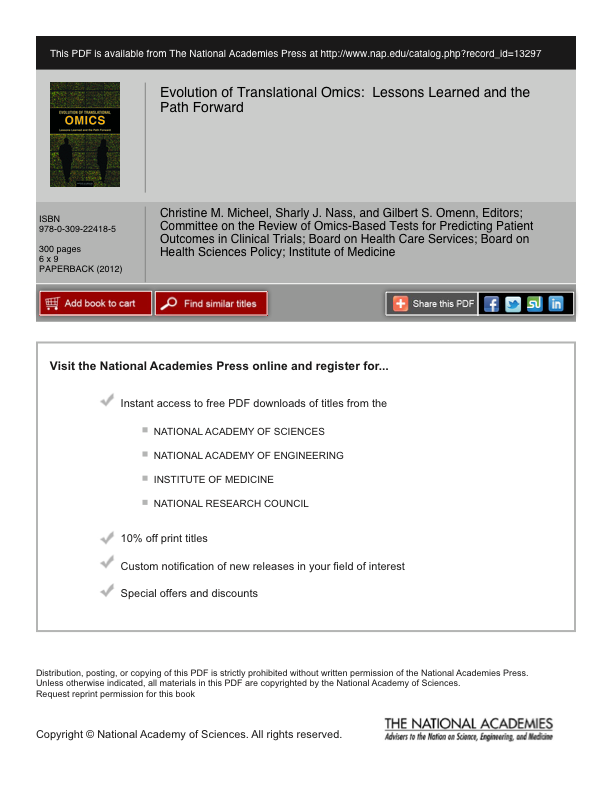 This PDF is available from The National Academies Press at http://www.nap.edu/catalog.php?record_id=13297
EVOLUTION OF TRANSLATIONAL
OMICS
Lessons Learned and the Path Forward
Evolution of Translational Omics: Lessons Learned and the
Path Forward
ISBN
978-0-309-22418-5
300 pages
6 x 9
PAPERBACK (2012)
Christine M. Micheel, Sharly J. Nass, and Gilbert S. Omenn, Editors;
Committee on the Review of Omics-Based Tests for Predicting Patient
Outcomes in Clinical Trials; Board on Health Care Services; Board on
Health Sciences Policy; Institute of Medicine
Add book to cart
Find similar titles
Share this PDF
Visit the National Academies Press online and register for...
Instant access to free PDF downloads of titles from the
NATIONAL ACADEMY OF SCIENCES
NATIONAL ACADEMY OF ENGINEERING
INSTITUTE OF MEDICINE
NATIONAL RESEARCH COUNCIL
10% off print titles
Custom notification of new releases in your field of interest
Special offers and discounts
Distribution, posting, or copying of this PDF is strictly prohibited without written permission of the National Academies Press.
Unless otherwise indicated, all materials in this PDF are copyrighted by the National Academy of Sciences.
Request reprint permission for this book
Copyright © National Academy of Sciences. All rights reserved.
THE NATIONAL ACADEMIES
Advisers to the Nation on Science, Engineering, and Medicine